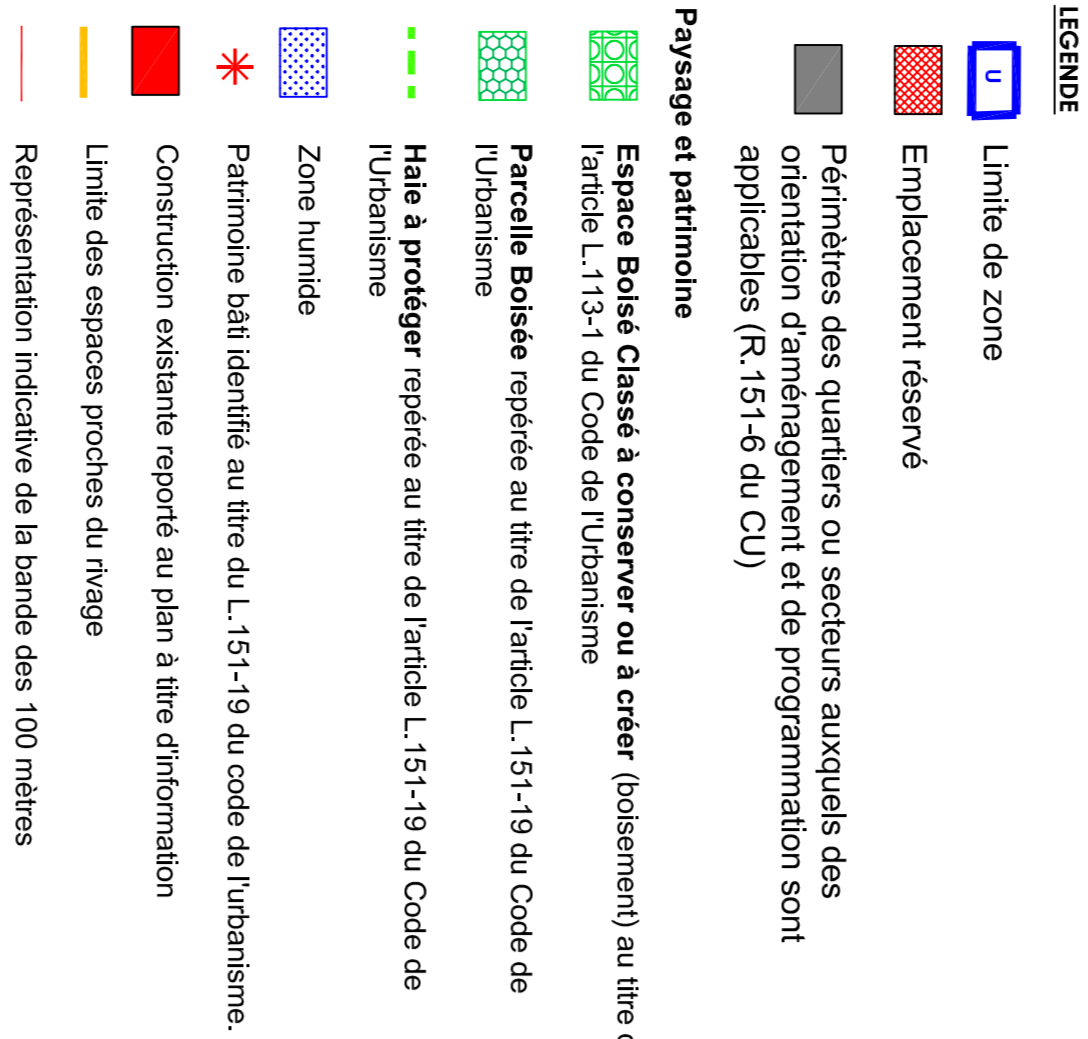 LEGENDE
U
Limite de zone
Emplacement réservé
Périmètres des quartiers ou secteurs auxquels des
orientation d'aménagement et de programmation sont
applicables (R.151-6 du CU)
Paysage et patrimoine
Espace Boisé Classé à conserver ou à créer (boisement) au titre
l'article L.113-1 du Code de l'Urbanisme
Parcelle Boisée repérée au titre de l'article L.151-19 du Code de
l'Urbanisme
Haie à protéger repérée au titre de l'article L.151-19 du Code de
l'Urbanisme
Zone humide
Patrimoine bâti identifié au titre du L.151-19 du code de l'urbanisme.
Construction existante reporté au plan à titre d'information
Limite des espaces proches du rivage
Représentation indicative de la bande des 100 mètres